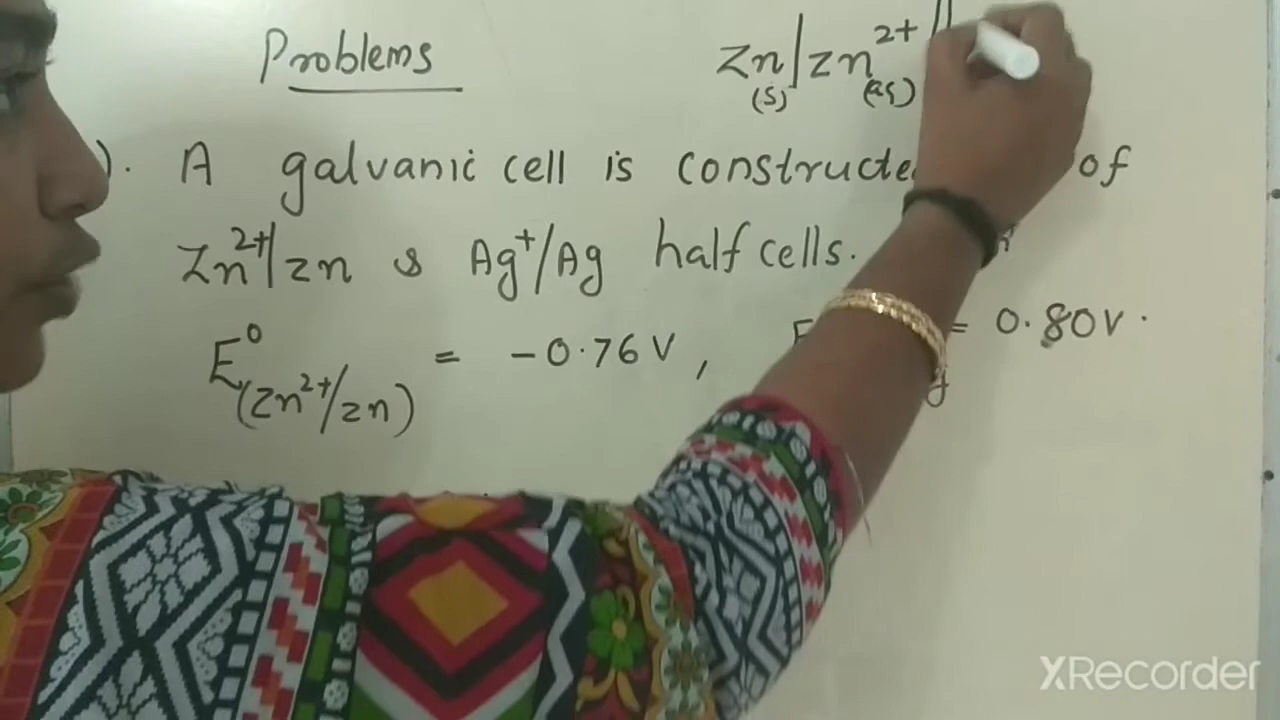 Problems
Zn(s)|Zn²⁺(aq)||
). A galvanic cell is constructe of
Zn²⁺/Zn & Ag⁺/Ag half cells.
E⁰(Zn²⁺/Zn) = -0.76 V, E = 0.80V.
XRecorder